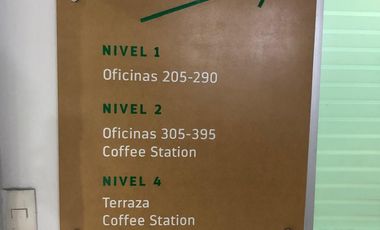 NIVEL 1
Oficinas 205-290
NIVEL 2
Oficinas 305-395
Coffee Station
NIVEL 4
Terraza
Coffee Station